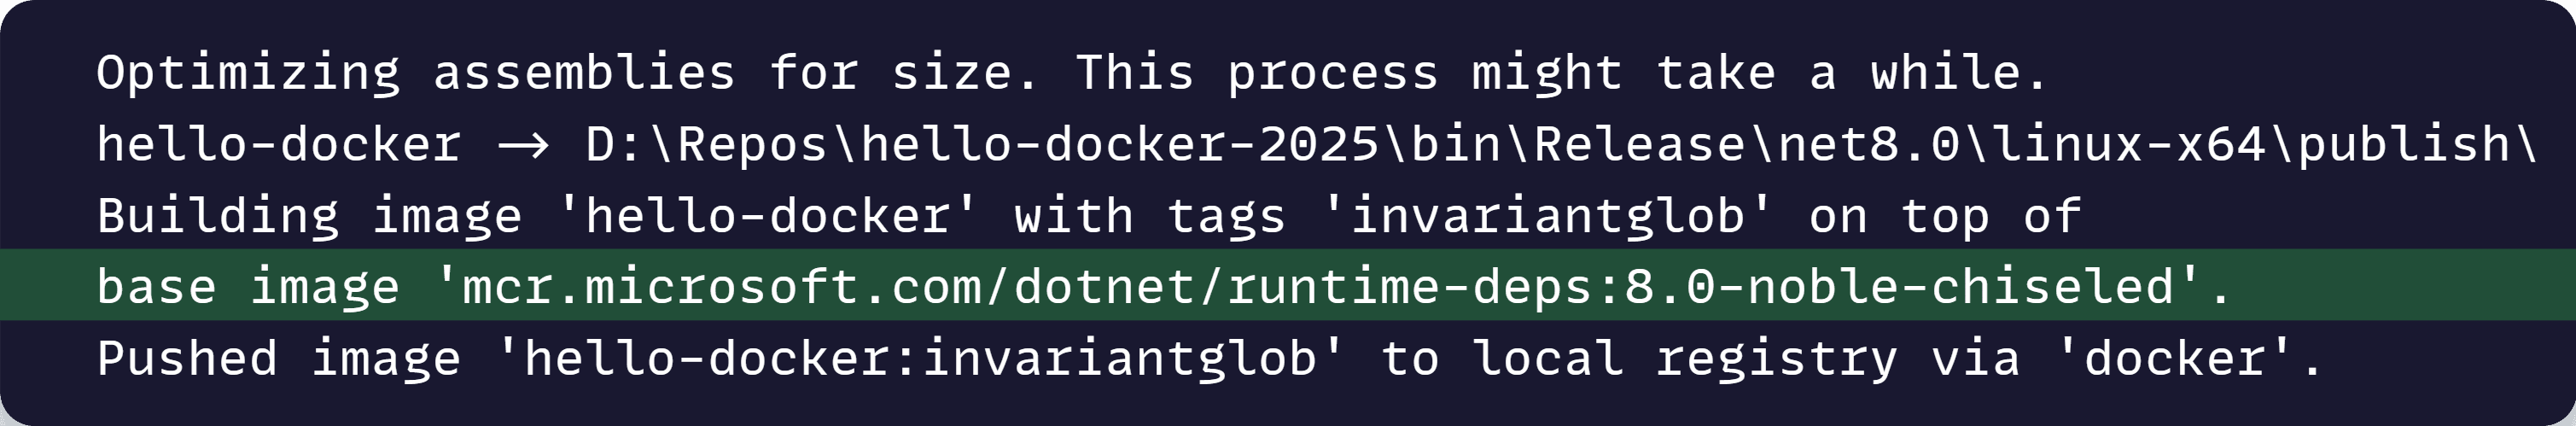 Optimizing assemblies for size. This process might take a while.
hello-docker → D:\Repos\hello-docker-2025\bin\Release\net8.0\linux-x64\publish\
Building image 'hello-docker' with tags 'invariantglob' on top of
base image 'mcr.microsoft.com/dotnet/runtime-deps:8.0-noble-chiseled'.
Pushed image 'hello-docker:invariantglob' to local registry via 'docker'.